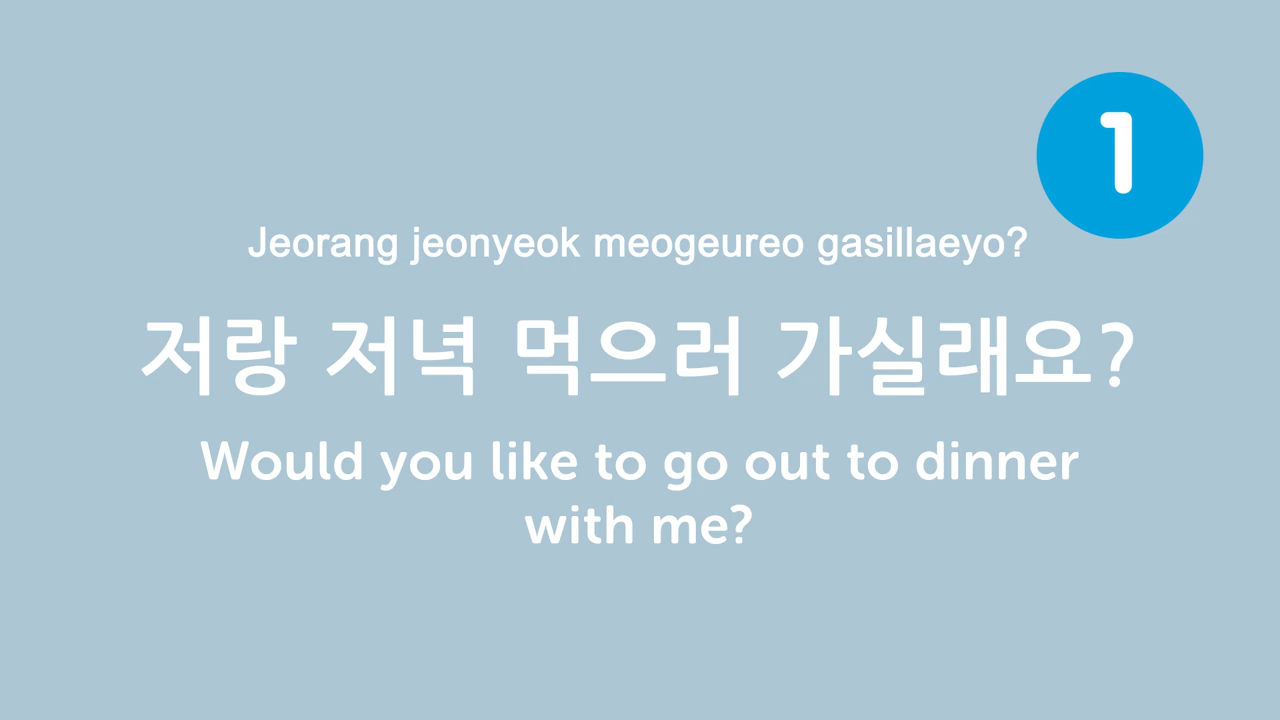 1
Jeorang jeonyeok meogeureo gasillaeyo?
저랑 저녁 먹으러 가실래요?
Would you like to go out to dinner
with me?